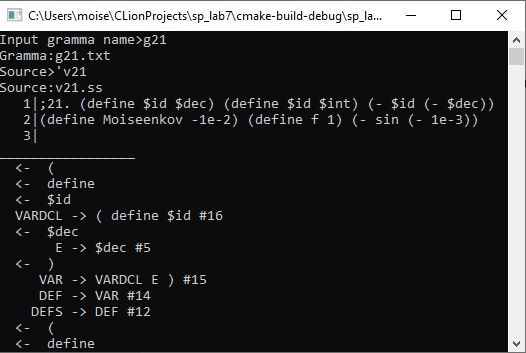 C:\Users\moise\CLionProjects\sp_lab7\cmake-build-debug\sp_la...
Input gramma name>g21
Gramma:g21.txt
Source>'v21
Source:v21.ss
   1|;21. (define $id $dec) (define $id $int) (- $id (- $dec))
   2|(define Moiseenkov -1e-2) (define f 1) (- sin (- 1e-3))
   3|
_________________
  <-  (
  <-  define
  <-  $id
  VARDCL -> ( define $id #16
  <-  $dec
       E -> $dec #5
  <-  )
     VAR -> VARDCL E ) #15
     DEF -> VAR #14
    DEFS -> DEF #12
  <-  (
  <-  define